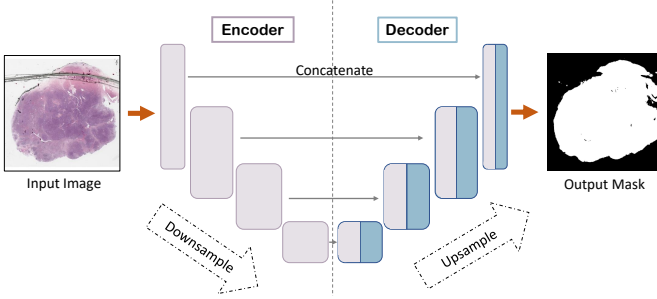 Encoder
Decoder
Concatenate
Input Image
Output Mask
Downsample
Upsample